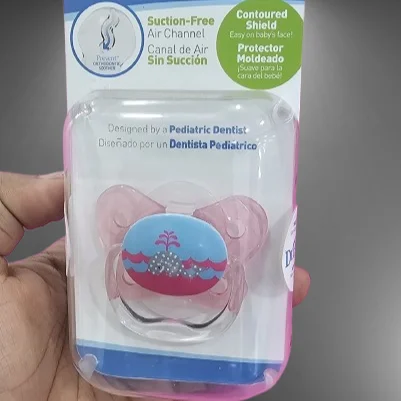 Suction-Free
Air Channel
Canal de Air
Sin Succión
Contoured
Shield
Easy on baby's face!
Protector
Moldeado
¡Suave para la
cara del bebé!
Designed by a Pediatric Dentist
Diseñado por un Dentista Pediatrico